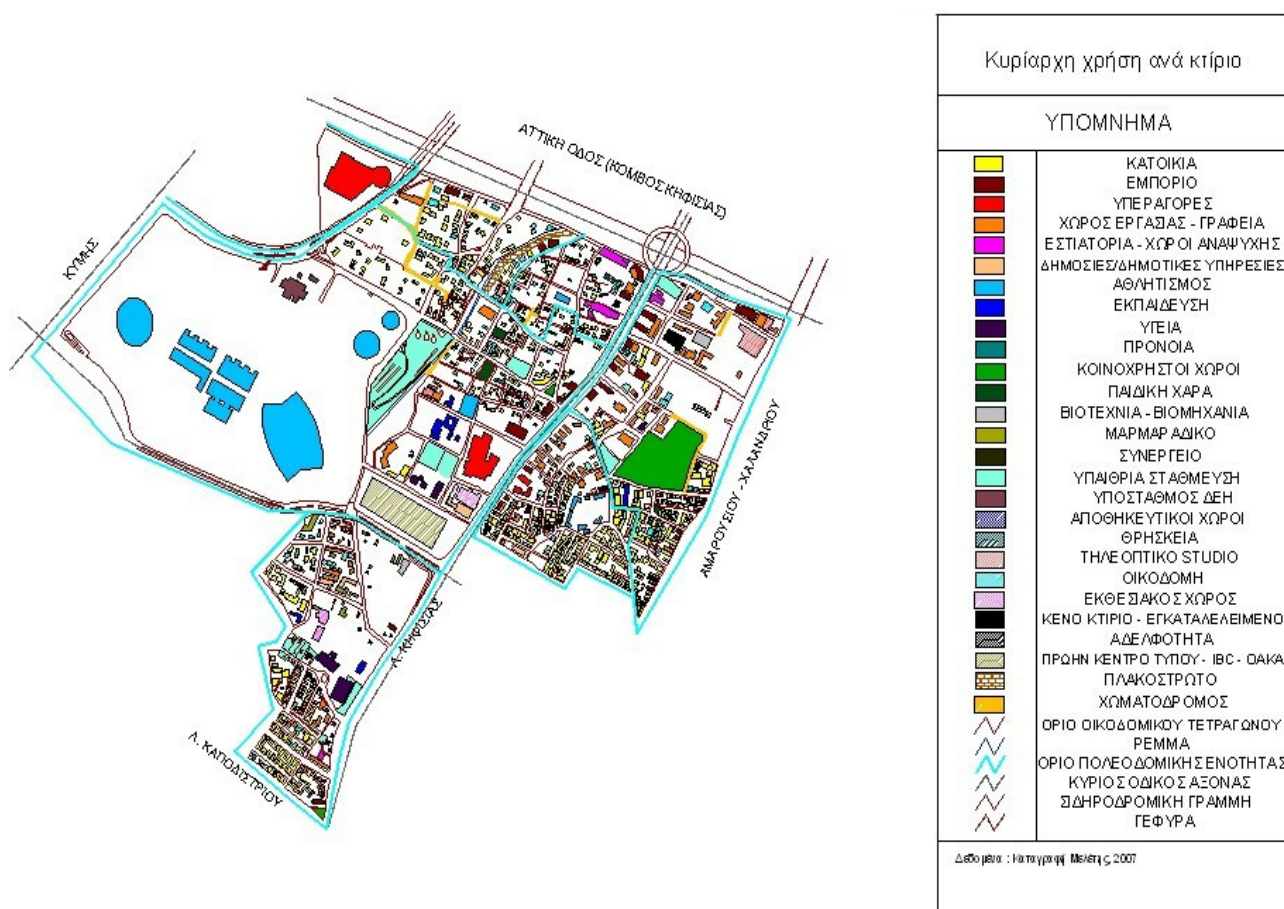 Κυρίαρχη χρήση ανά κτίριο
ΥΠΟΜΝΗΜΑ
ΚΑΤΟΙΚΙΑ
ΕΜΠΟΡΙΟ
ΥΠΕΡΑΓΟΡΕΣ
ΧΩΡΟΣ ΕΡΓΑΣΙΑΣ - ΓΡΑΦΕΙΑ
ΕΣΤΙΑΤΟΡΙΑ - ΧΩΡΟΙ ΑΝΑΨΥΧΗΣ
ΔΗΜΟΣΙΕΣ/ΔΗΜΟΤΙΚΕΣ ΥΠΗΡΕΣΙΕΣ
ΑΘΛΗΤΙΣΜΟΣ
ΕΚΠΑΙΔΕΥΣΗ
ΥΓΕΙΑ
ΠΡΟΝΟΙΑ
ΚΟΙΝΟΧΡΗΣΤΟΙ ΧΩΡΟΙ
ΠΑΙΔΙΚΗ ΧΑΡΑ
ΒΙΟΤΕΧΝΙΑ - ΒΙΟΜΗΧΑΝΙΑ
ΜΑΡΜΑΡΑΔΙΚΟ
ΣΥΝΕΡΓΕΙΟ
ΥΠΑΙΘΡΙΑ ΣΤΑΘΜΕΥΣΗ
ΥΠΟΣΤΑΘΜΟΣ ΔΕΗ
ΑΠΟΘΗΚΕΥΤΙΚΟΙ ΧΩΡΟΙ
ΘΡΗΣΚΕΙΑ
ΤΗΛΕΟΠΤΙΚΟ STUDIO
ΟΙΚΟΔΟΜΗ
ΕΚΘΕΣΙΑΚΟΣ ΧΩΡΟΣ
ΚΕΝΟ ΚΤΙΡΙΟ - ΕΓΚΑΤΑΛΕΛΕΙΜΕΝΟ
ΑΔΕΛΦΟΤΗΤΑ
ΠΡΩΗΝ ΚΕΝΤΡΟ ΤΥΠΟΥ - IBC - ΟΑΚΑ
ΠΛΑΚΟΣΤΡΩΤΟ
ΧΩΜΑΤΟΔΡΟΜΟΣ
ΟΡΙΟ ΟΙΚΟΔΟΜΙΚΟΥ ΤΕΤΡΑΓΩΝΟΥ
ΡΕΜΜΑ
ΟΡΙΟ ΠΟΛΕΟΔΟΜΙΚΗΣ ΕΝΟΤΗΤΑΣ
ΚΥΡΙΟΣ ΟΔΙΚΟΣ ΑΞΟΝΑΣ
ΣΙΔΗΡΟΔΡΟΜΙΚΗ ΓΡΑΜΜΗ
ΓΕΦΥΡΑ
Δεδομένα : Καταγραφή Μελέτης, 2007
ΑΤΤΙΚΗ ΟΔΟΣ (ΚΟΜΒΟΣ ΚΗΦΙΣΙΑΣ)
ΚΥΜΗΣ
ΑΜΑΡΟΥΣΙΟΥ - ΧΑΛΑΝΔΡΙΟΥ
Λ. ΚΗΦΙΣΙΑΣ
Λ. ΚΑΠΟΔΙΣΤΡΙΟΥ